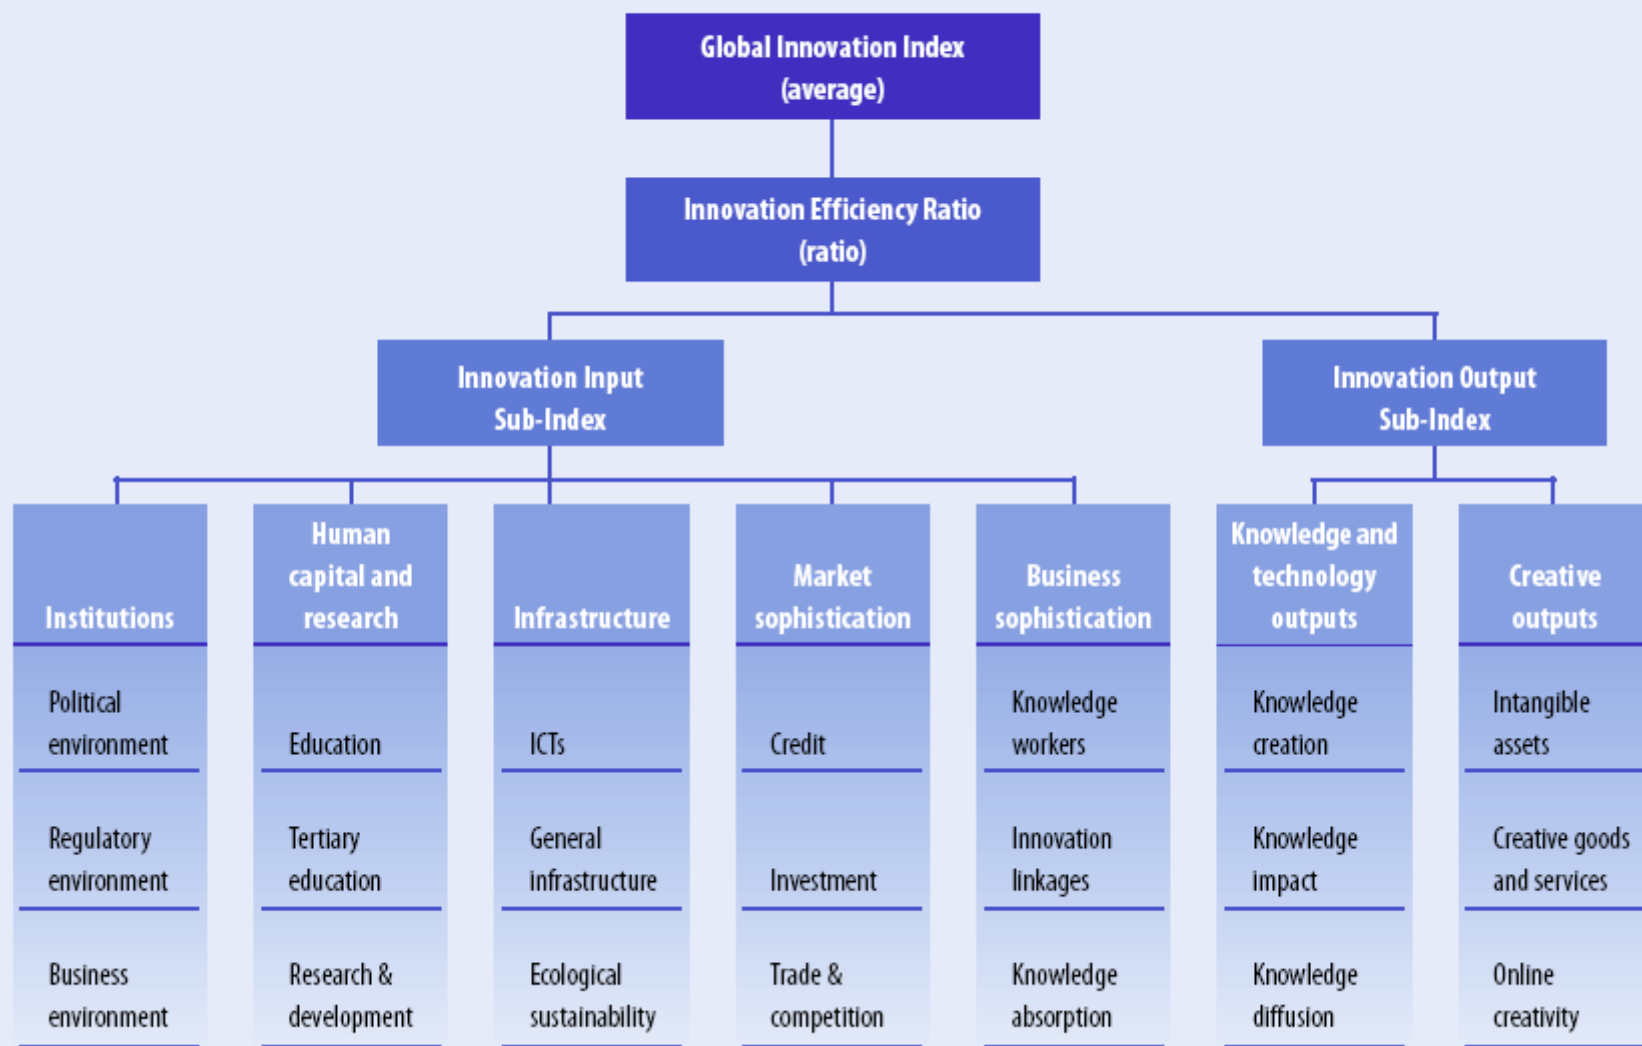 Global Innovation Index
(average)
Innovation Efficiency Ratio
(ratio)
Innovation Input
Sub-Index
Innovation Output
Sub-Index
Institutions
Human
capital and
research
Infrastructure
Market
sophistication
Business
sophistication
Knowledge and
technology
outputs
Creative
outputs
Political
environment
Education
ICTs
Credit
Knowledge
workers
Knowledge
creation
Intangible
assets
Regulatory
environment
Tertiary
education
General
infrastructure
Investment
Innovation
linkages
Knowledge
impact
Creative goods
and services
Business
environment
Research &
development
Ecological
sustainability
Trade &
competition
Knowledge
absorption
Knowledge
diffusion
Online
creativity